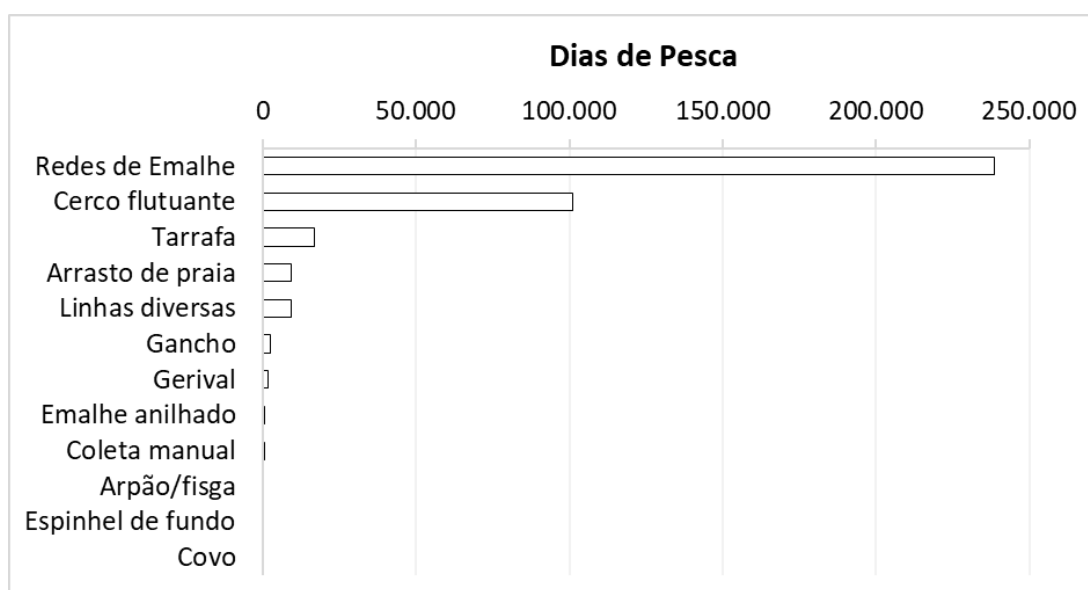 Dias de Pesca
0 50.000 100.000 150.000 200.000 250.000
Redes de Emalhe
Cerco flutuante
Tarrafa
Arrasto de praia
Linhas diversas
Gancho
Gerival
Emalhe anilhado
Coleta manual
Arpão/fisga
Espinhel de fundo
Covo